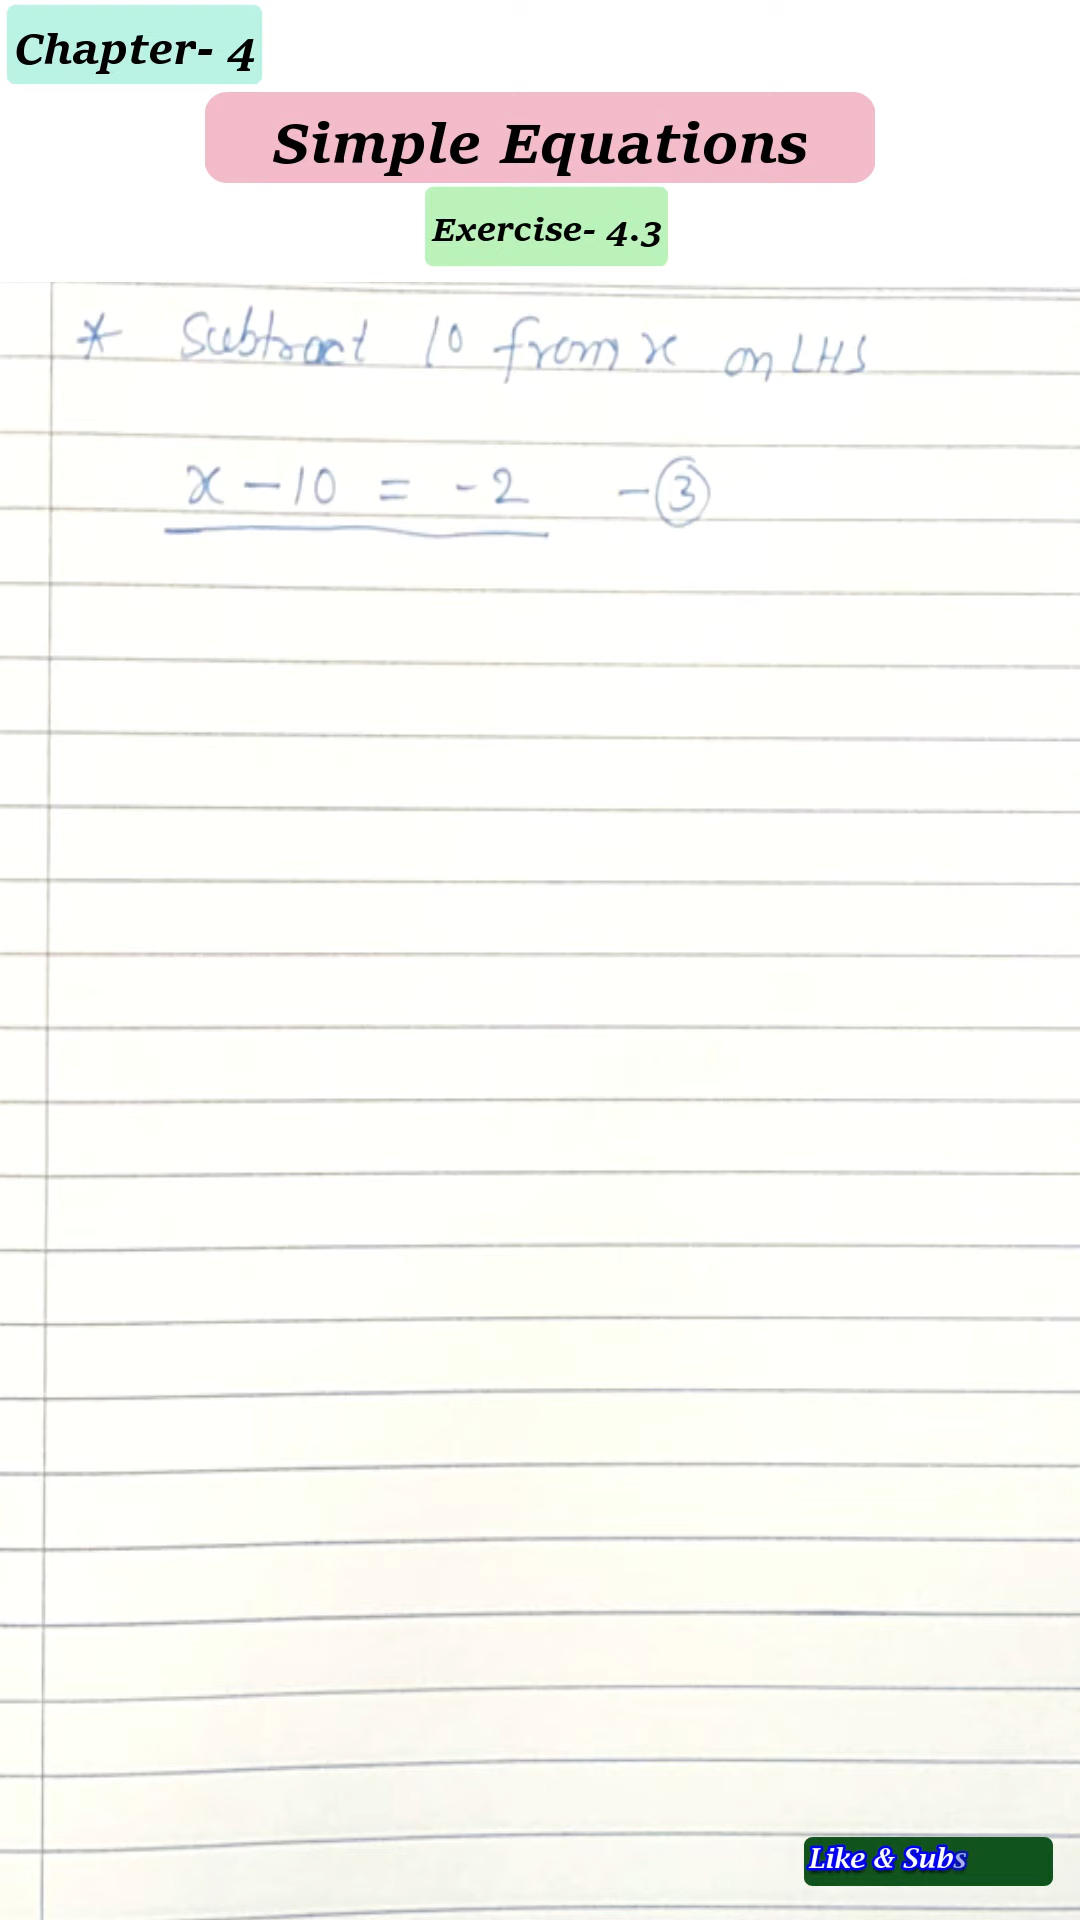 Chapter- 4
Simple Equations
Exercise- 4.3
* Subtract 10 from x on LHS
x - 10 = - 2 - ③
Like & Subs